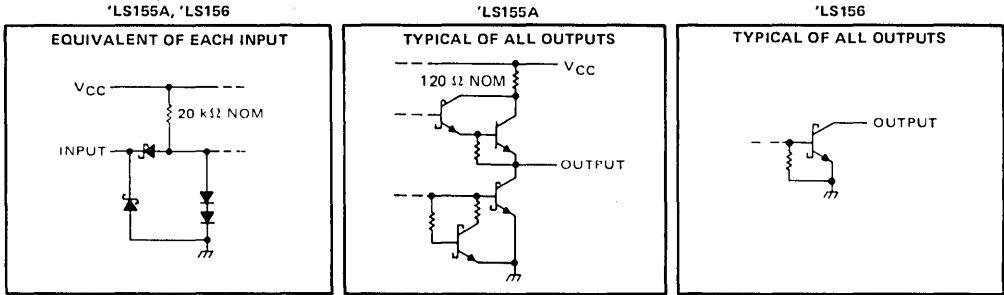 'LS155A, 'LS156
EQUIVALENT OF EACH INPUT
VCC
20 kΩ NOM
INPUT
'LS155A
TYPICAL OF ALL OUTPUTS
VCC
120 Ω NOM
OUTPUT
'LS156
TYPICAL OF ALL OUTPUTS
OUTPUT